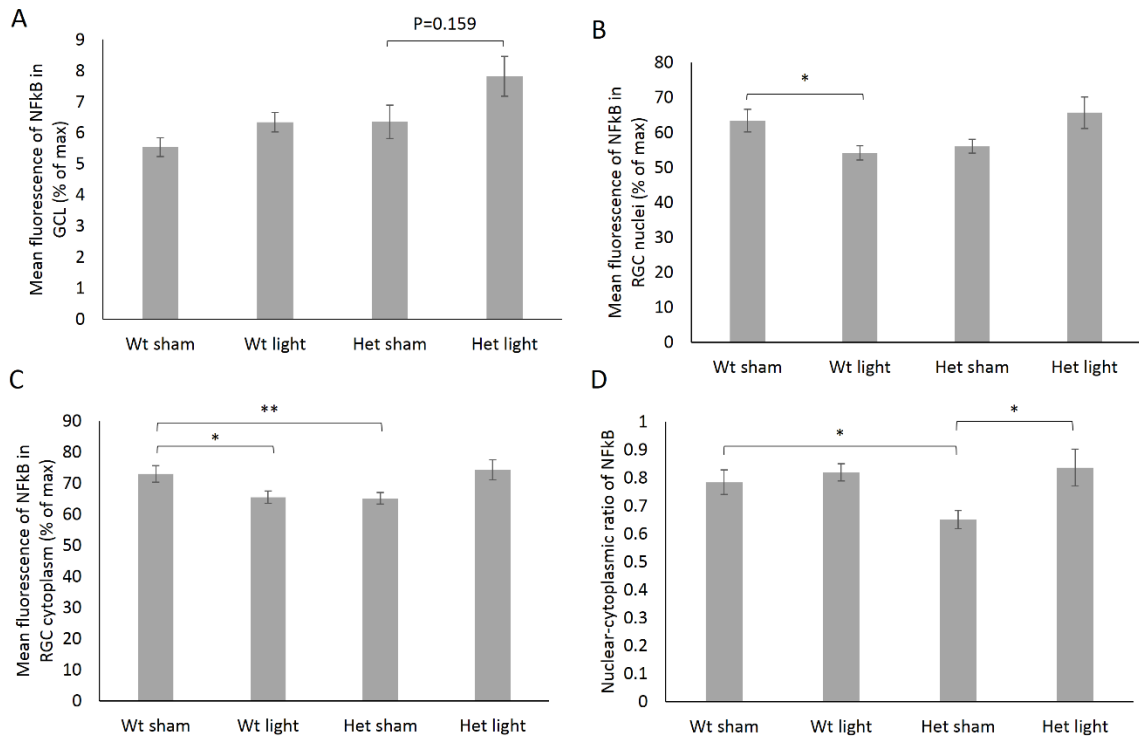 A
P=0.159
Mean fluorescence of NFkB in
GCL (% of max)
9
8
7
6
5
4
3
2
1
0
Wt sham
Wt light
Het sham
Het light
B
*
Mean fluorescence of NFkB in
RGC nuclei (% of max)
80
70
60
50
40
30
20
10
0
Wt sham
Wt light
Het sham
Het light
C
**
*
Mean fluorescence of NFkB in
RGC cytoplasm (% of max)
90
80
70
60
50
40
30
20
10
0
Wt sham
Wt light
Het sham
Het light
D
*
*
Nuclear-cytoplasmic ratio of NFkB
1
0.9
0.8
0.7
0.6
0.5
0.4
0.3
0.2
0.1
0
Wt sham
Wt light
Het sham
Het light